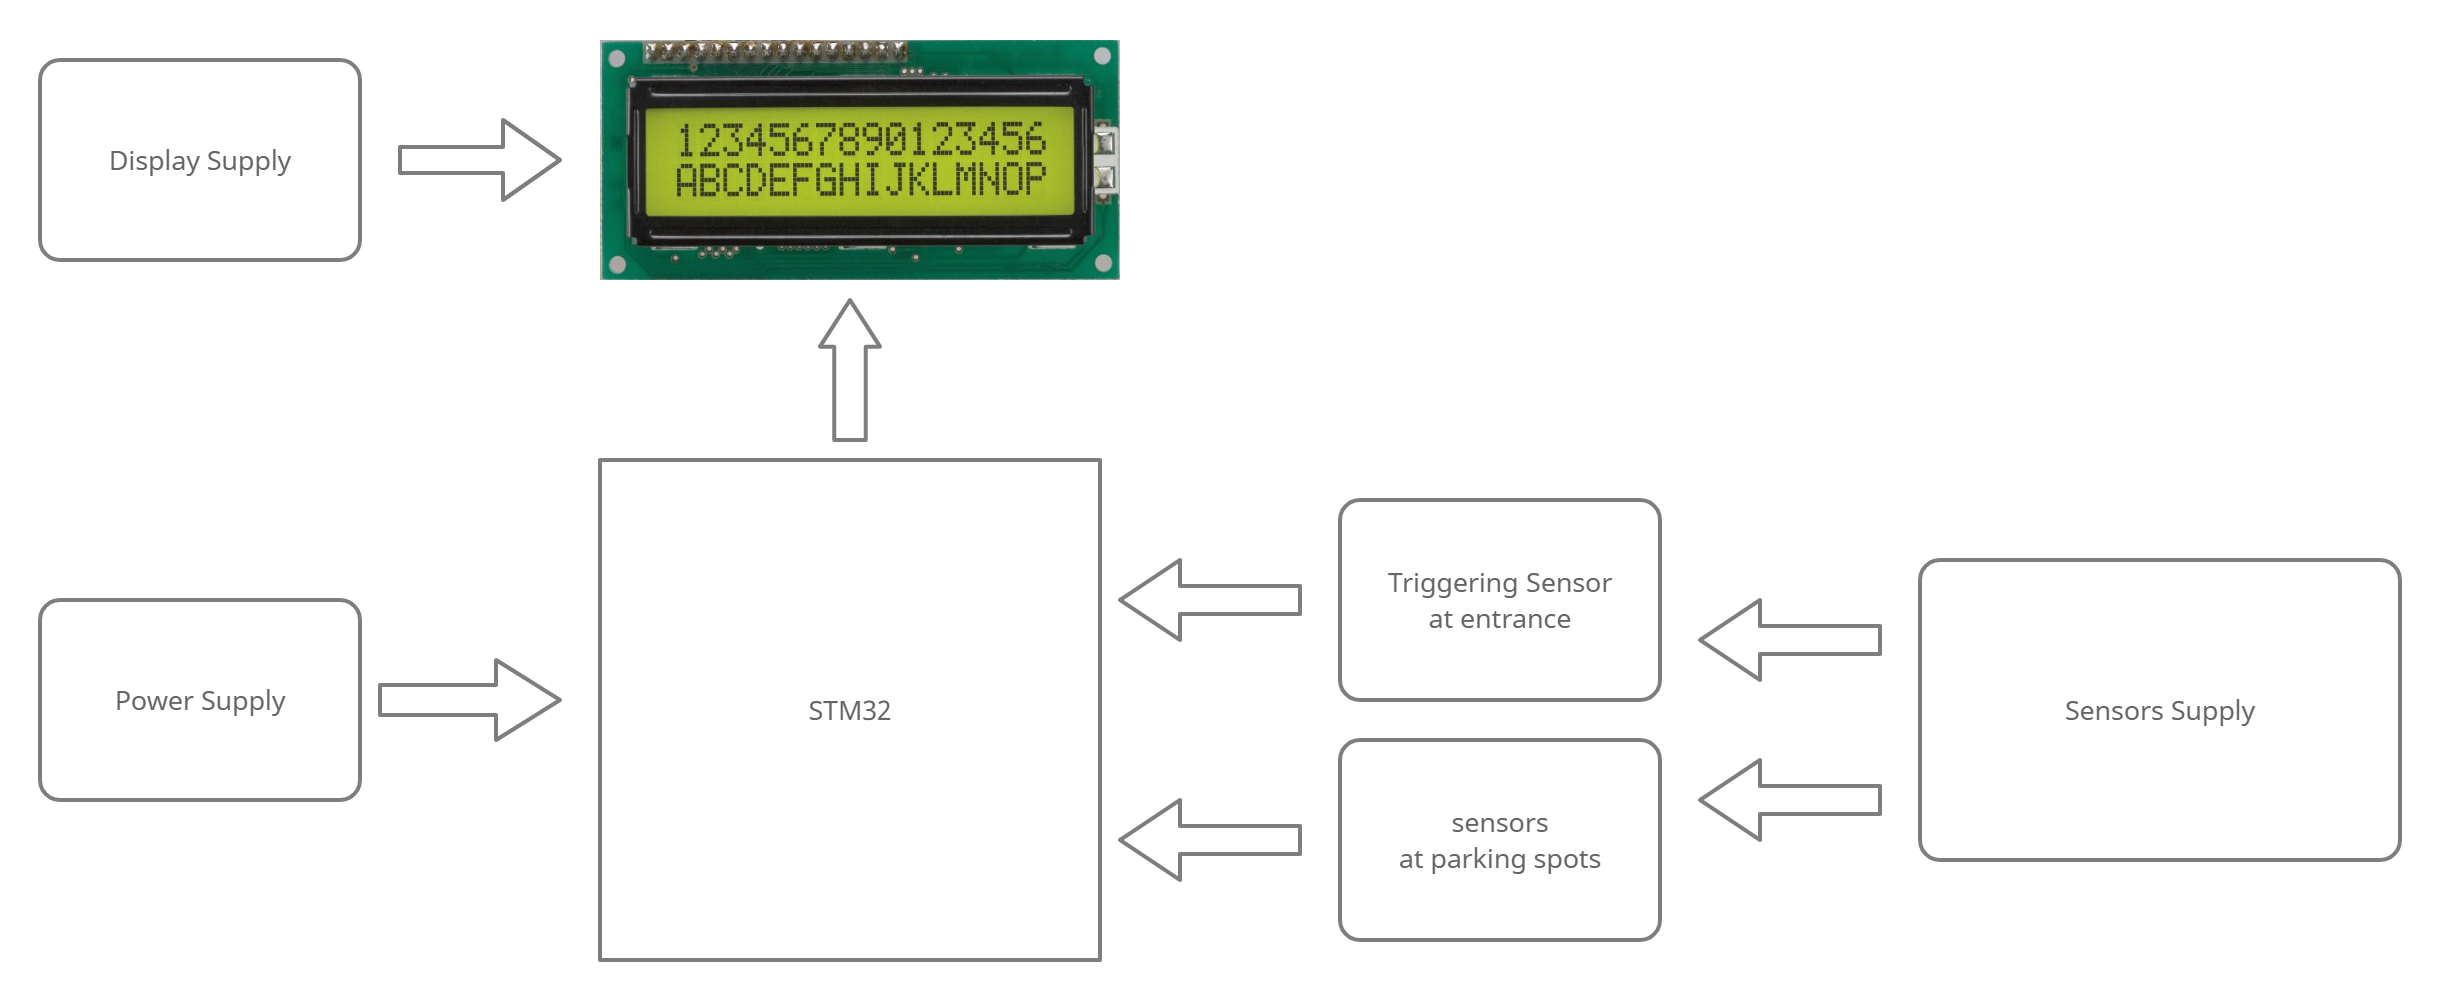 Display Supply
1234567890123456
ABCDEFGHIJKLMNOP
Power Supply
STM32
Triggering Sensor
at entrance
sensors
at parking spots
Sensors Supply